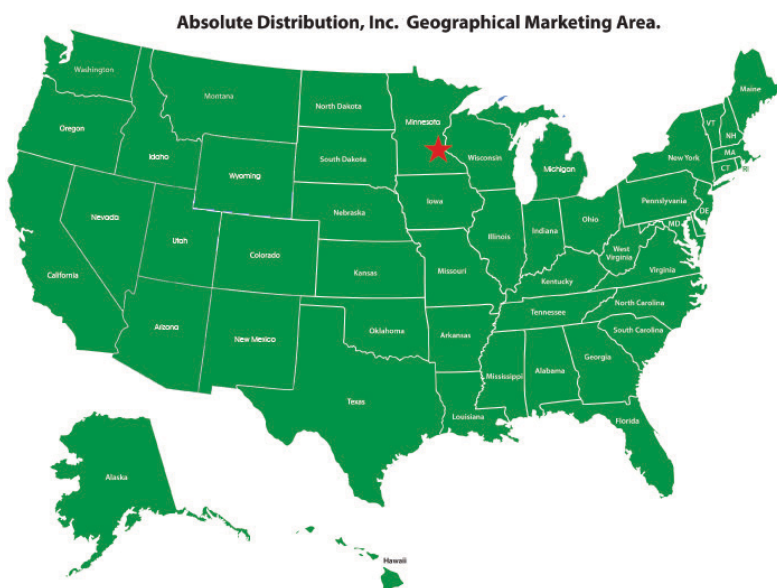 Absolute Distribution, Inc. Geographical Marketing Area.
Washington
Montana
North Dakota
Minnesota
Maine
Oregon
Idaho
Wyoming
South Dakota
Wisconsin
Michigan
New York
VT
NH
MA
CT
RI
Nevada
Utah
Colorado
Nebraska
Iowa
Illinois
Indiana
Ohio
Pennsylvania
MD
DE
California
Kansas
Missouri
Kentucky
West
Virginia
Virginia
Arizona
New Mexico
Oklahoma
Arkansas
Tennessee
North Carolina
South Carolina
Texas
Louisiana
Mississippi
Alabama
Georgia
Florida
Alaska
Hawaii